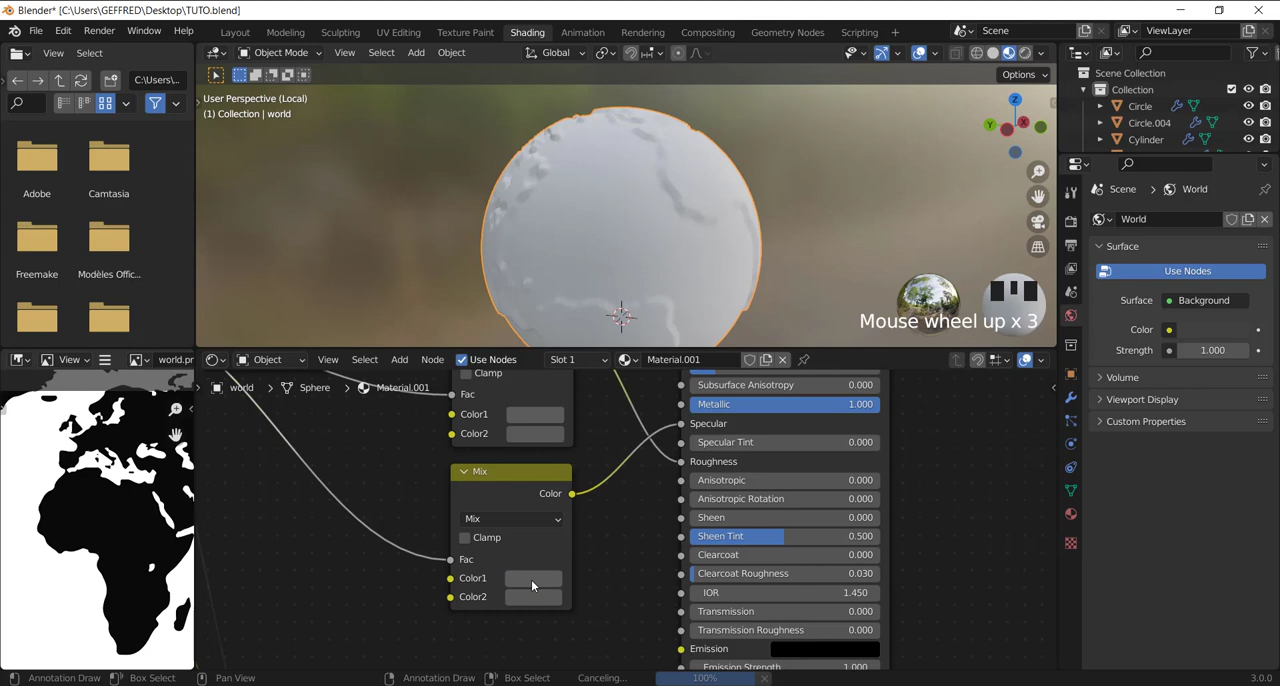 Blender* [C:\Users\GEFFRED\Desktop\TUTO.blend]
File Edit Render Window Help Layout Modeling Sculpting UV Editing Texture Paint Shading Animation Rendering Compositing Geometry Nodes Scripting + Scene ViewLayer
View Select Object Mode View Select Add Object Global
C:\Users\... Options Scene Collection
Collection
User Perspective (Local)
(1) Collection | world
Z
Y X
Circle
Circle.004
Cylinder
Adobe Camtasia
Scene > World
World
Surface
Use Nodes
Freemake Modèles Offic...
Surface Background
Color
Strength 1.000
Mouse wheel up x 3
View world.pr Object View Select Add Node Use Nodes Slot 1 Material.001
world > Sphere > Material.001
Volume
Viewport Display
Custom Properties
Clamp
Fac
Color1
Color2
Mix
Color
Mix
Clamp
Fac
Color1
Color2
Subsurface Anisotropy 0.000
Metallic 1.000
Specular
Specular Tint 0.000
Roughness
Anisotropic 0.000
Anisotropic Rotation 0.000
Sheen 0.000
Sheen Tint 0.500
Clearcoat 0.000
Clearcoat Roughness 0.030
IOR 1.450
Transmission 0.000
Transmission Roughness 0.000
Emission
Emission Strength 1.000
Annotation Draw Box Select Pan View Annotation Draw Box Select Canceling... 100% 3.0.0